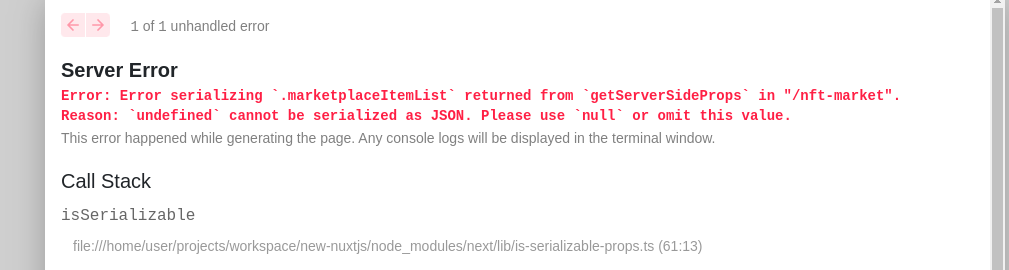 1 of 1 unhandled error
Server Error
Error: Error serializing `.marketplaceItemList` returned from `getServerSideProps` in "/nft-market".
Reason: `undefined` cannot be serialized as JSON. Please use `null` or omit this value.
This error happened while generating the page. Any console logs will be displayed in the terminal window.
Call Stack
isSerializable
file:///home/user/projects/workspace/new-nuxtjs/node_modules/next/lib/is-serializable-props.ts (61:13)